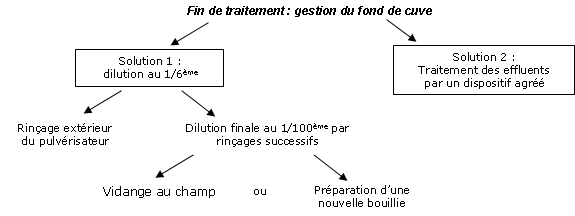 Fin de traitement : gestion du fond de cuve
Solution 1 :
dilution au 1/6ème
Solution 2 :
Traitement des effluents
par un dispositif agréé
Rinçage extérieur
du pulvérisateur
Dilution finale au 1/100ème par
rinçages successifs
Vidange au champ
ou
Préparation d'une
nouvelle bouillie